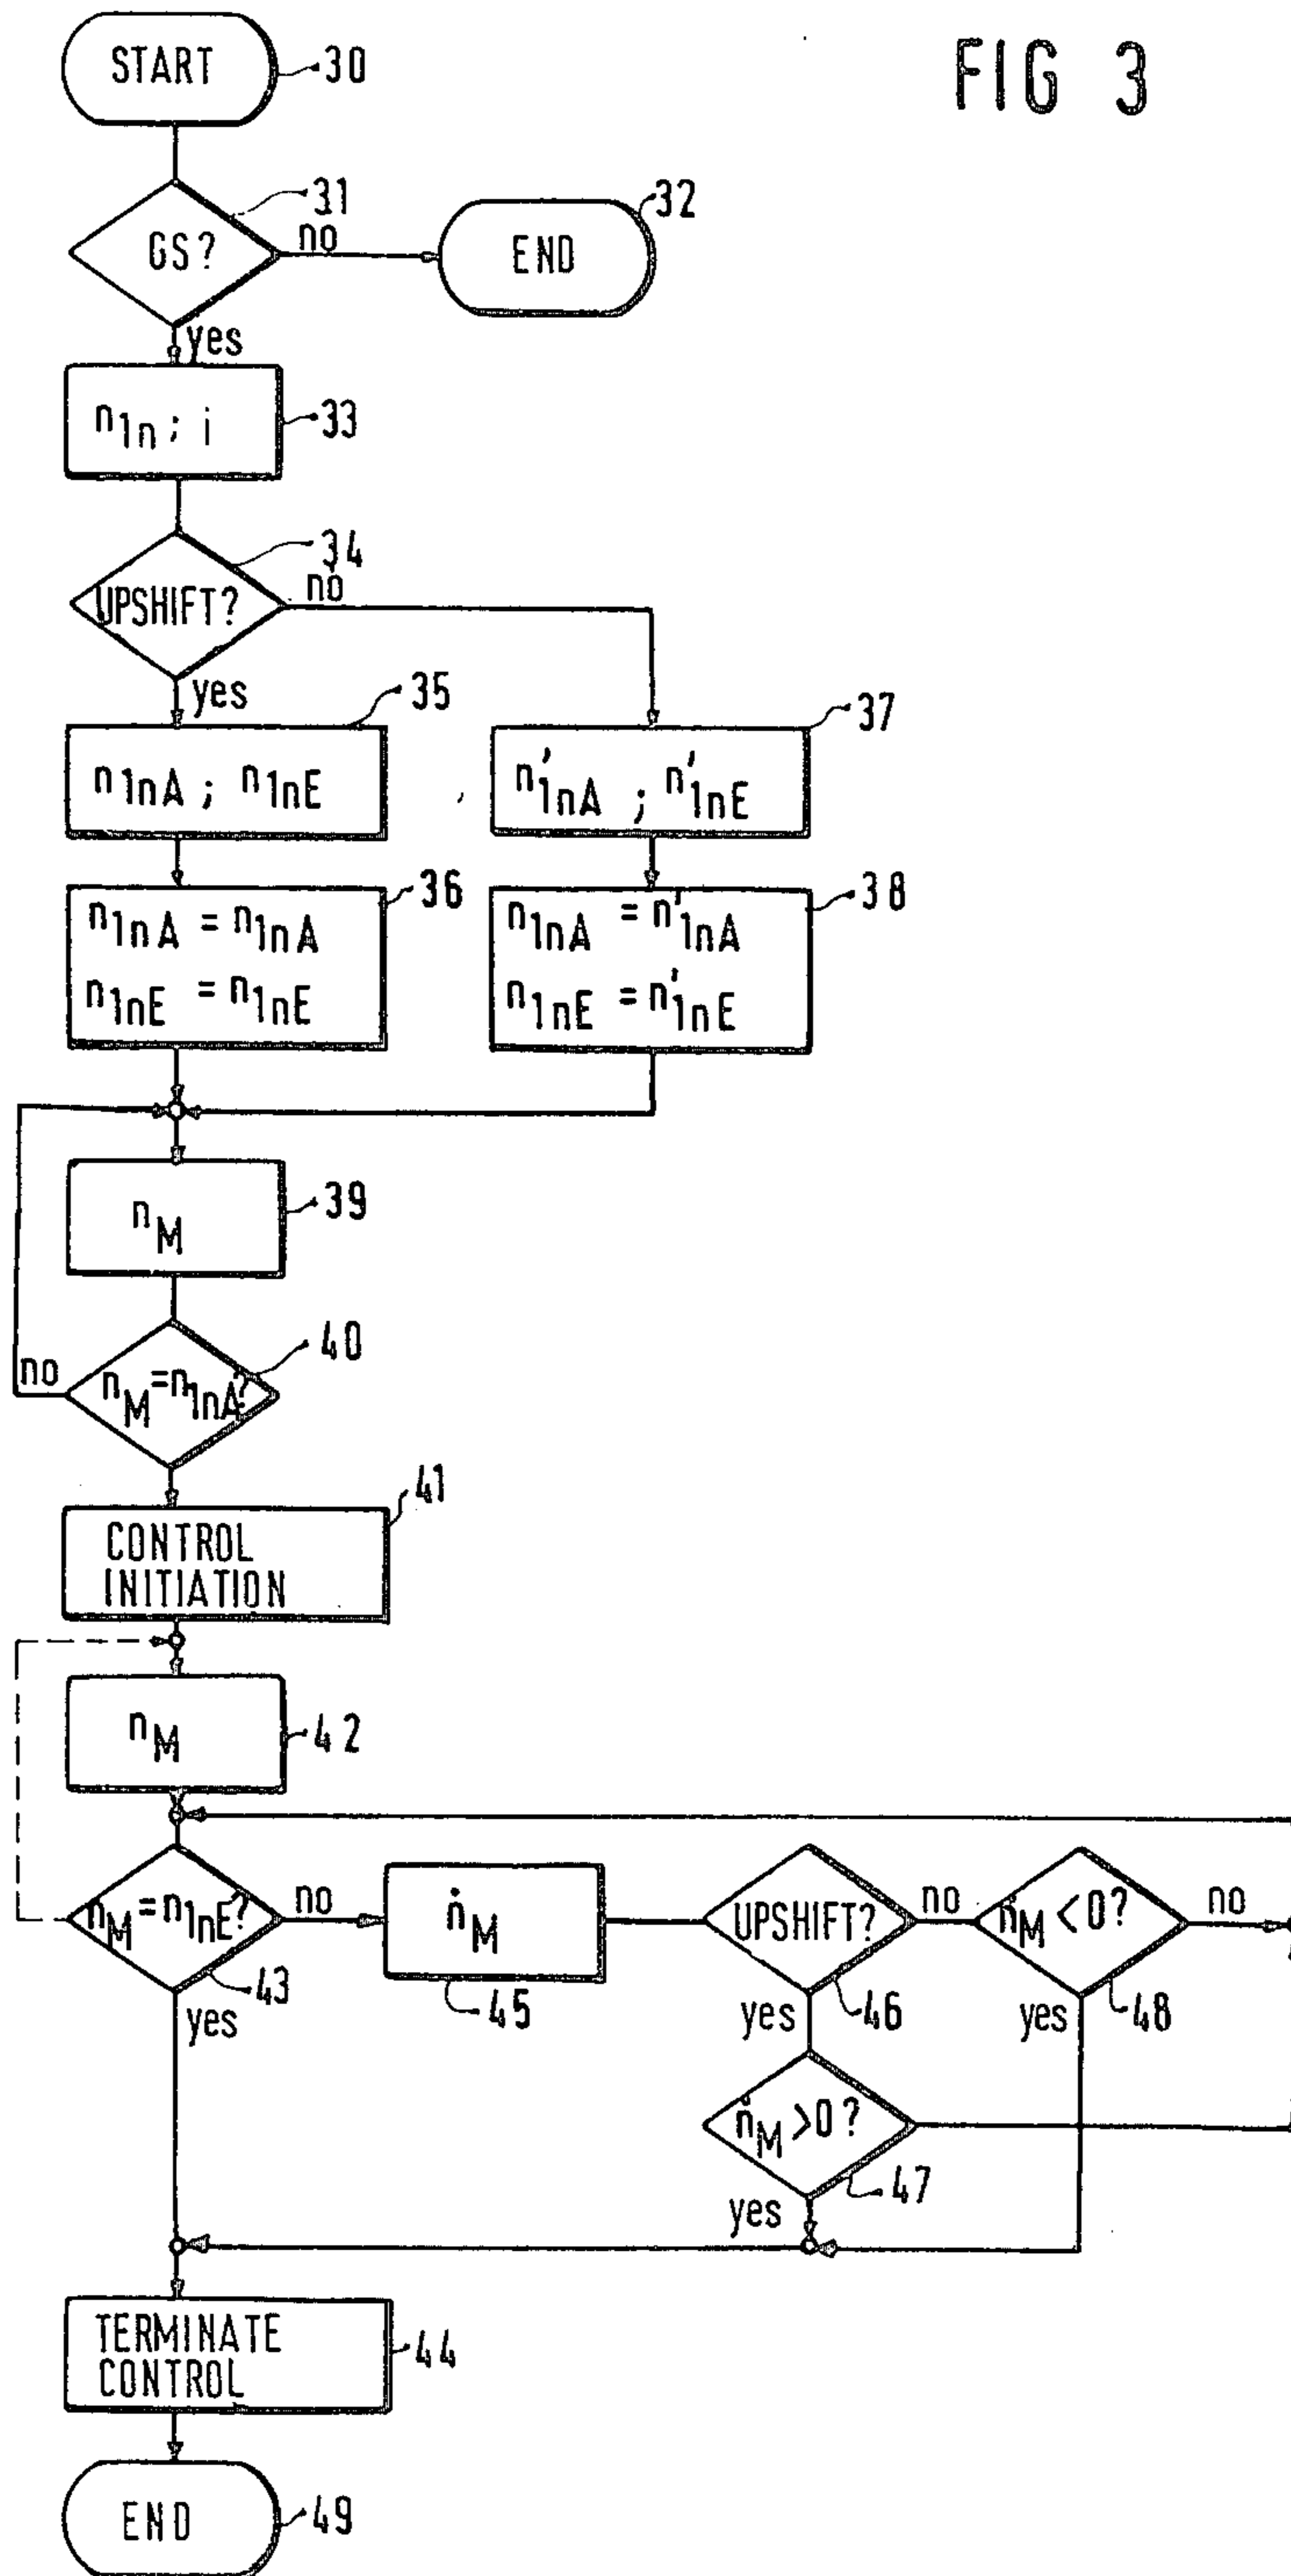 FIG 3
START
30
31
GS?
no
32
END
yes
n1n ; i
33
34
UPSHIFT?
no
yes
35
n1nA ; n1nE
37
n'1nA ; n'1nE
36
n1nA = n1nA
n1nE = n1nE
38
n1nA = n'1nA
n1nE = n'1nE
nM
39
40
no
nM=n1nA?
41
CONTROL
INITIATION
nM
42
nM=n1nE?
no
43
yes
ṅM
45
UPSHIFT?
no
46
yes
ṅM<0?
no
48
yes
ṅM>0?
47
yes
TERMINATE
CONTROL
44
END
49